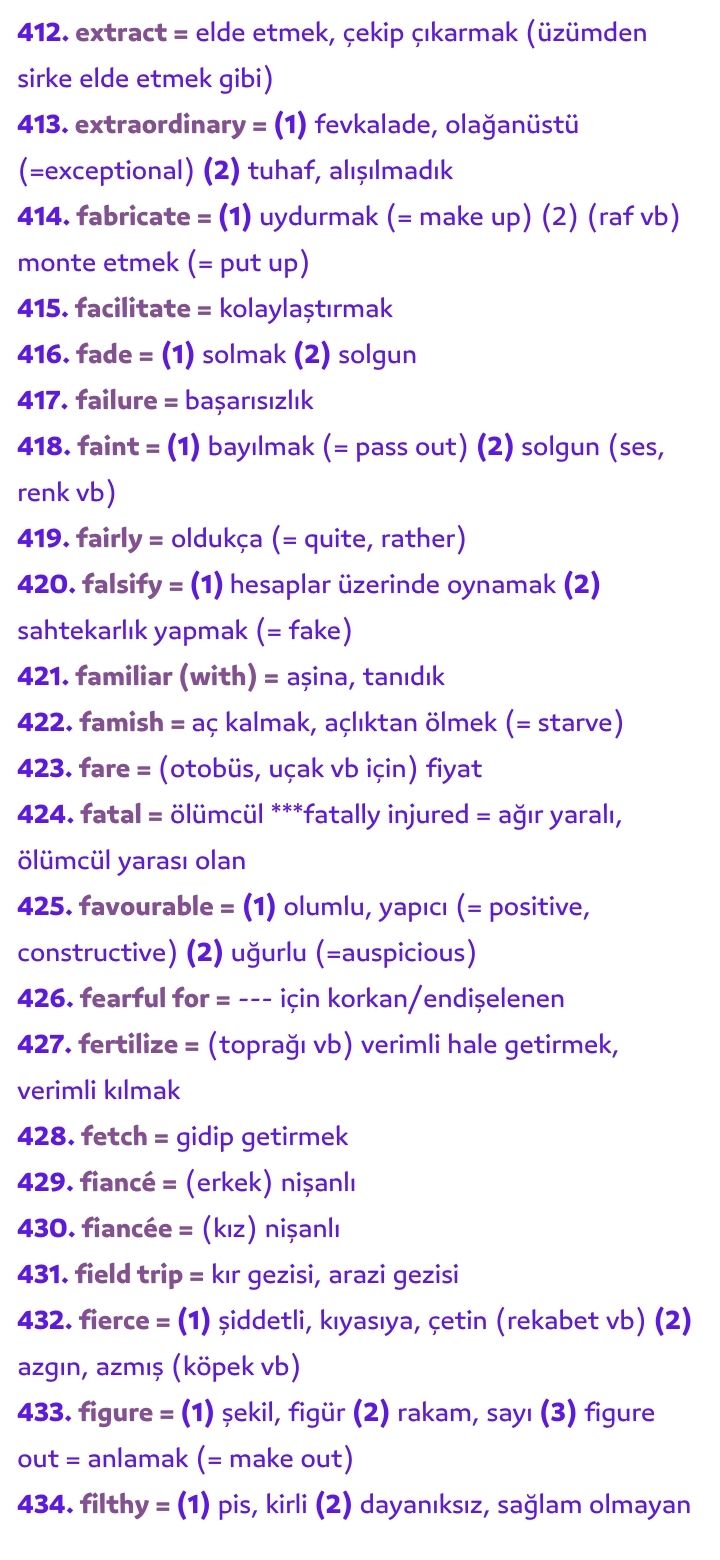 412. extract = elde etmek, çekip çıkarmak (üzümden
sirke elde etmek gibi)
413. extraordinary = (1) fevkalade, olağanüstü
(=exceptional) (2) tuhaf, alışılmadık
414. fabricate = (1) uydurmak (= make up) (2) (raf vb)
monte etmek (= put up)
415. facilitate = kolaylaştırmak
416. fade = (1) solmak (2) solgun
417. failure = başarısızlık
418. faint = (1) bayılmak (= pass out) (2) solgun (ses,
renk vb)
419. fairly = oldukça (= quite, rather)
420. falsify = (1) hesaplar üzerinde oynamak (2)
sahtekarlık yapmak (= fake)
421. familiar (with) = aşina, tanıdık
422. famish = aç kalmak, açlıktan ölmek (= starve)
423. fare = (otobüs, uçak vb için) fiyat
424. fatal = ölümcül ***fatally injured = ağır yaralı,
ölümcül yarası olan
425. favourable = (1) olumlu, yapıcı (= positive,
constructive) (2) uğurlu (=auspicious)
426. fearful for = --- için korkan/endişelenen
427. fertilize = (toprağı vb) verimli hale getirmek,
verimli kılmak
428. fetch = gidip getirmek
429. fiancé = (erkek) nişanlı
430. fiancée = (kız) nişanlı
431. field trip = kır gezisi, arazi gezisi
432. fierce = (1) şiddetli, kıyasıya, çetin (rekabet vb) (2)
azgın, azmış (köpek vb)
433. figure = (1) şekil, figür (2) rakam, sayı (3) figure
out = anlamak (= make out)
434. filthy = (1) pis, kirli (2) dayanıksız, sağlam olmayan